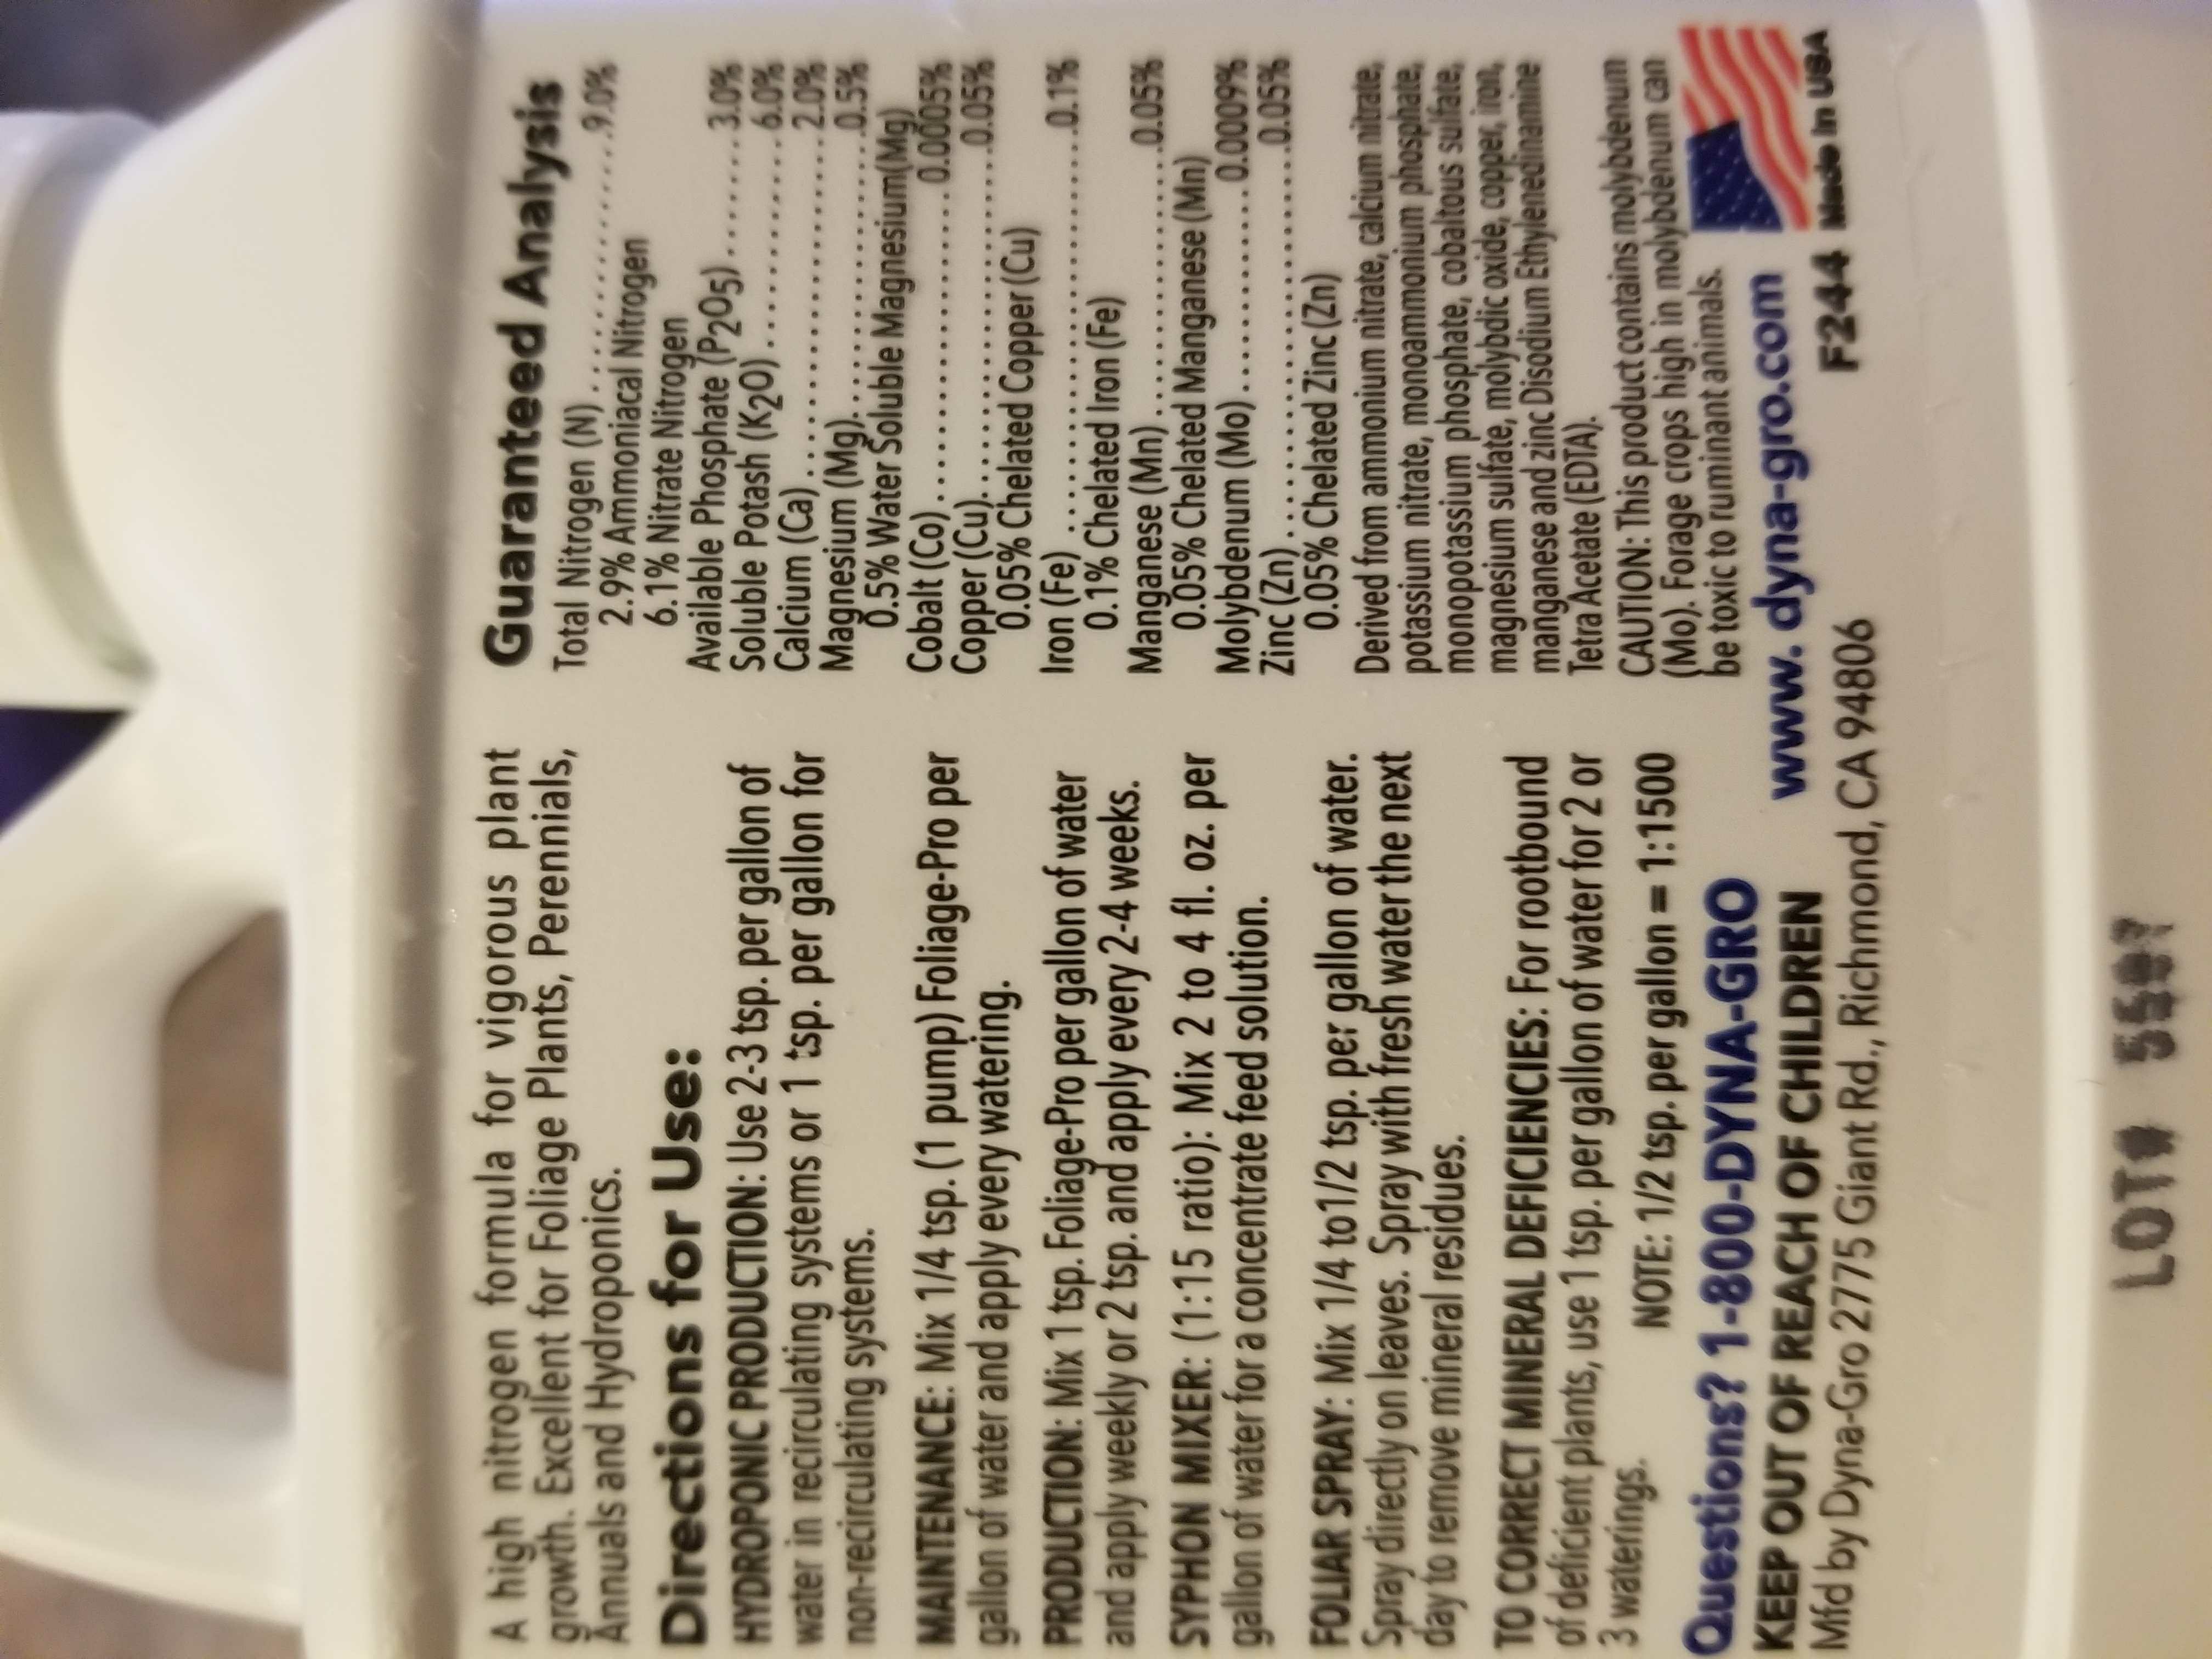 A high nitrogen formula for vigorous plant
growth. Excellent for Foliage Plants, Perennials,
Annuals and Hydroponics.
Directions for Use:
HYDROPONIC PRODUCTION: Use 2-3 tsp. per gallon of
water in recirculating systems or 1 tsp. per gallon for
non-recirculating systems.
MAINTENANCE: Mix 1/4 tsp. (1 pump) Foliage-Pro per
gallon of water and apply every watering.
PRODUCTION: Mix 1 tsp. Foliage-Pro per gallon of water
and apply weekly or 2 tsp. and apply every 2-4 weeks.
SYPHON MIXER: (1:15 ratio): Mix 2 to 4 fl. oz. per
gallon of water for a concentrate feed solution.
FOLIAR SPRAY: Mix 1/4 to1/2 tsp. per gallon of water.
Spray directly on leaves. Spray with fresh water the next
day to remove mineral residues.
TO CORRECT MINERAL DEFICIENCIES: For rootbound
of deficient plants, use 1 tsp. per gallon of water for 2 or
3 waterings.
NOTE: 1/2 tsp. per gallon = 1:1500
Guaranteed Analysis
Total Nitrogen (N)..............9.0%
2.9% Ammoniacal Nitrogen
6.1% Nitrate Nitrogen
Available Phosphate (P2O5)........3.0%
Soluble Potash (K2O)..............6.0%
Calcium (Ca)......................2.0%
Magnesium (Mg)....................0.5%
0.5% Water Soluble Magnesium(Mg)
Cobalt (Co)...................0.0005%
Copper (Cu)....................0.05%
0.05% Chelated Copper (Cu)
Iron (Fe).......................0.1%
0.1% Chelated Iron (Fe)
Manganese (Mn)..................0.05%
0.05% Chelated Manganese (Mn)
Molybdenum (Mo)..............0.0009%
Zinc (Zn)......................0.05%
0.05% Chelated Zinc (Zn)
Derived from ammonium nitrate, calcium nitrate,
potassium nitrate, monoammonium phosphate,
monopotassium phosphate, cobaltous sulfate,
magnesium sulfate, molybdic oxide, copper, iron,
manganese and zinc Disodium Ethylenedinamine
Tetra Acetate (EDTA).
CAUTION: This product contains molybdenum
(Mo). Forage crops high in molybdenum can
be toxic to ruminant animals.
Questions? 1-800-DYNA-GRO www. dyna-gro.com
KEEP OUT OF REACH OF CHILDREN
F244 Made in USA
Mfd by Dyna-Gro 2775 Giant Rd., Richmond, CA 94806
LOT#